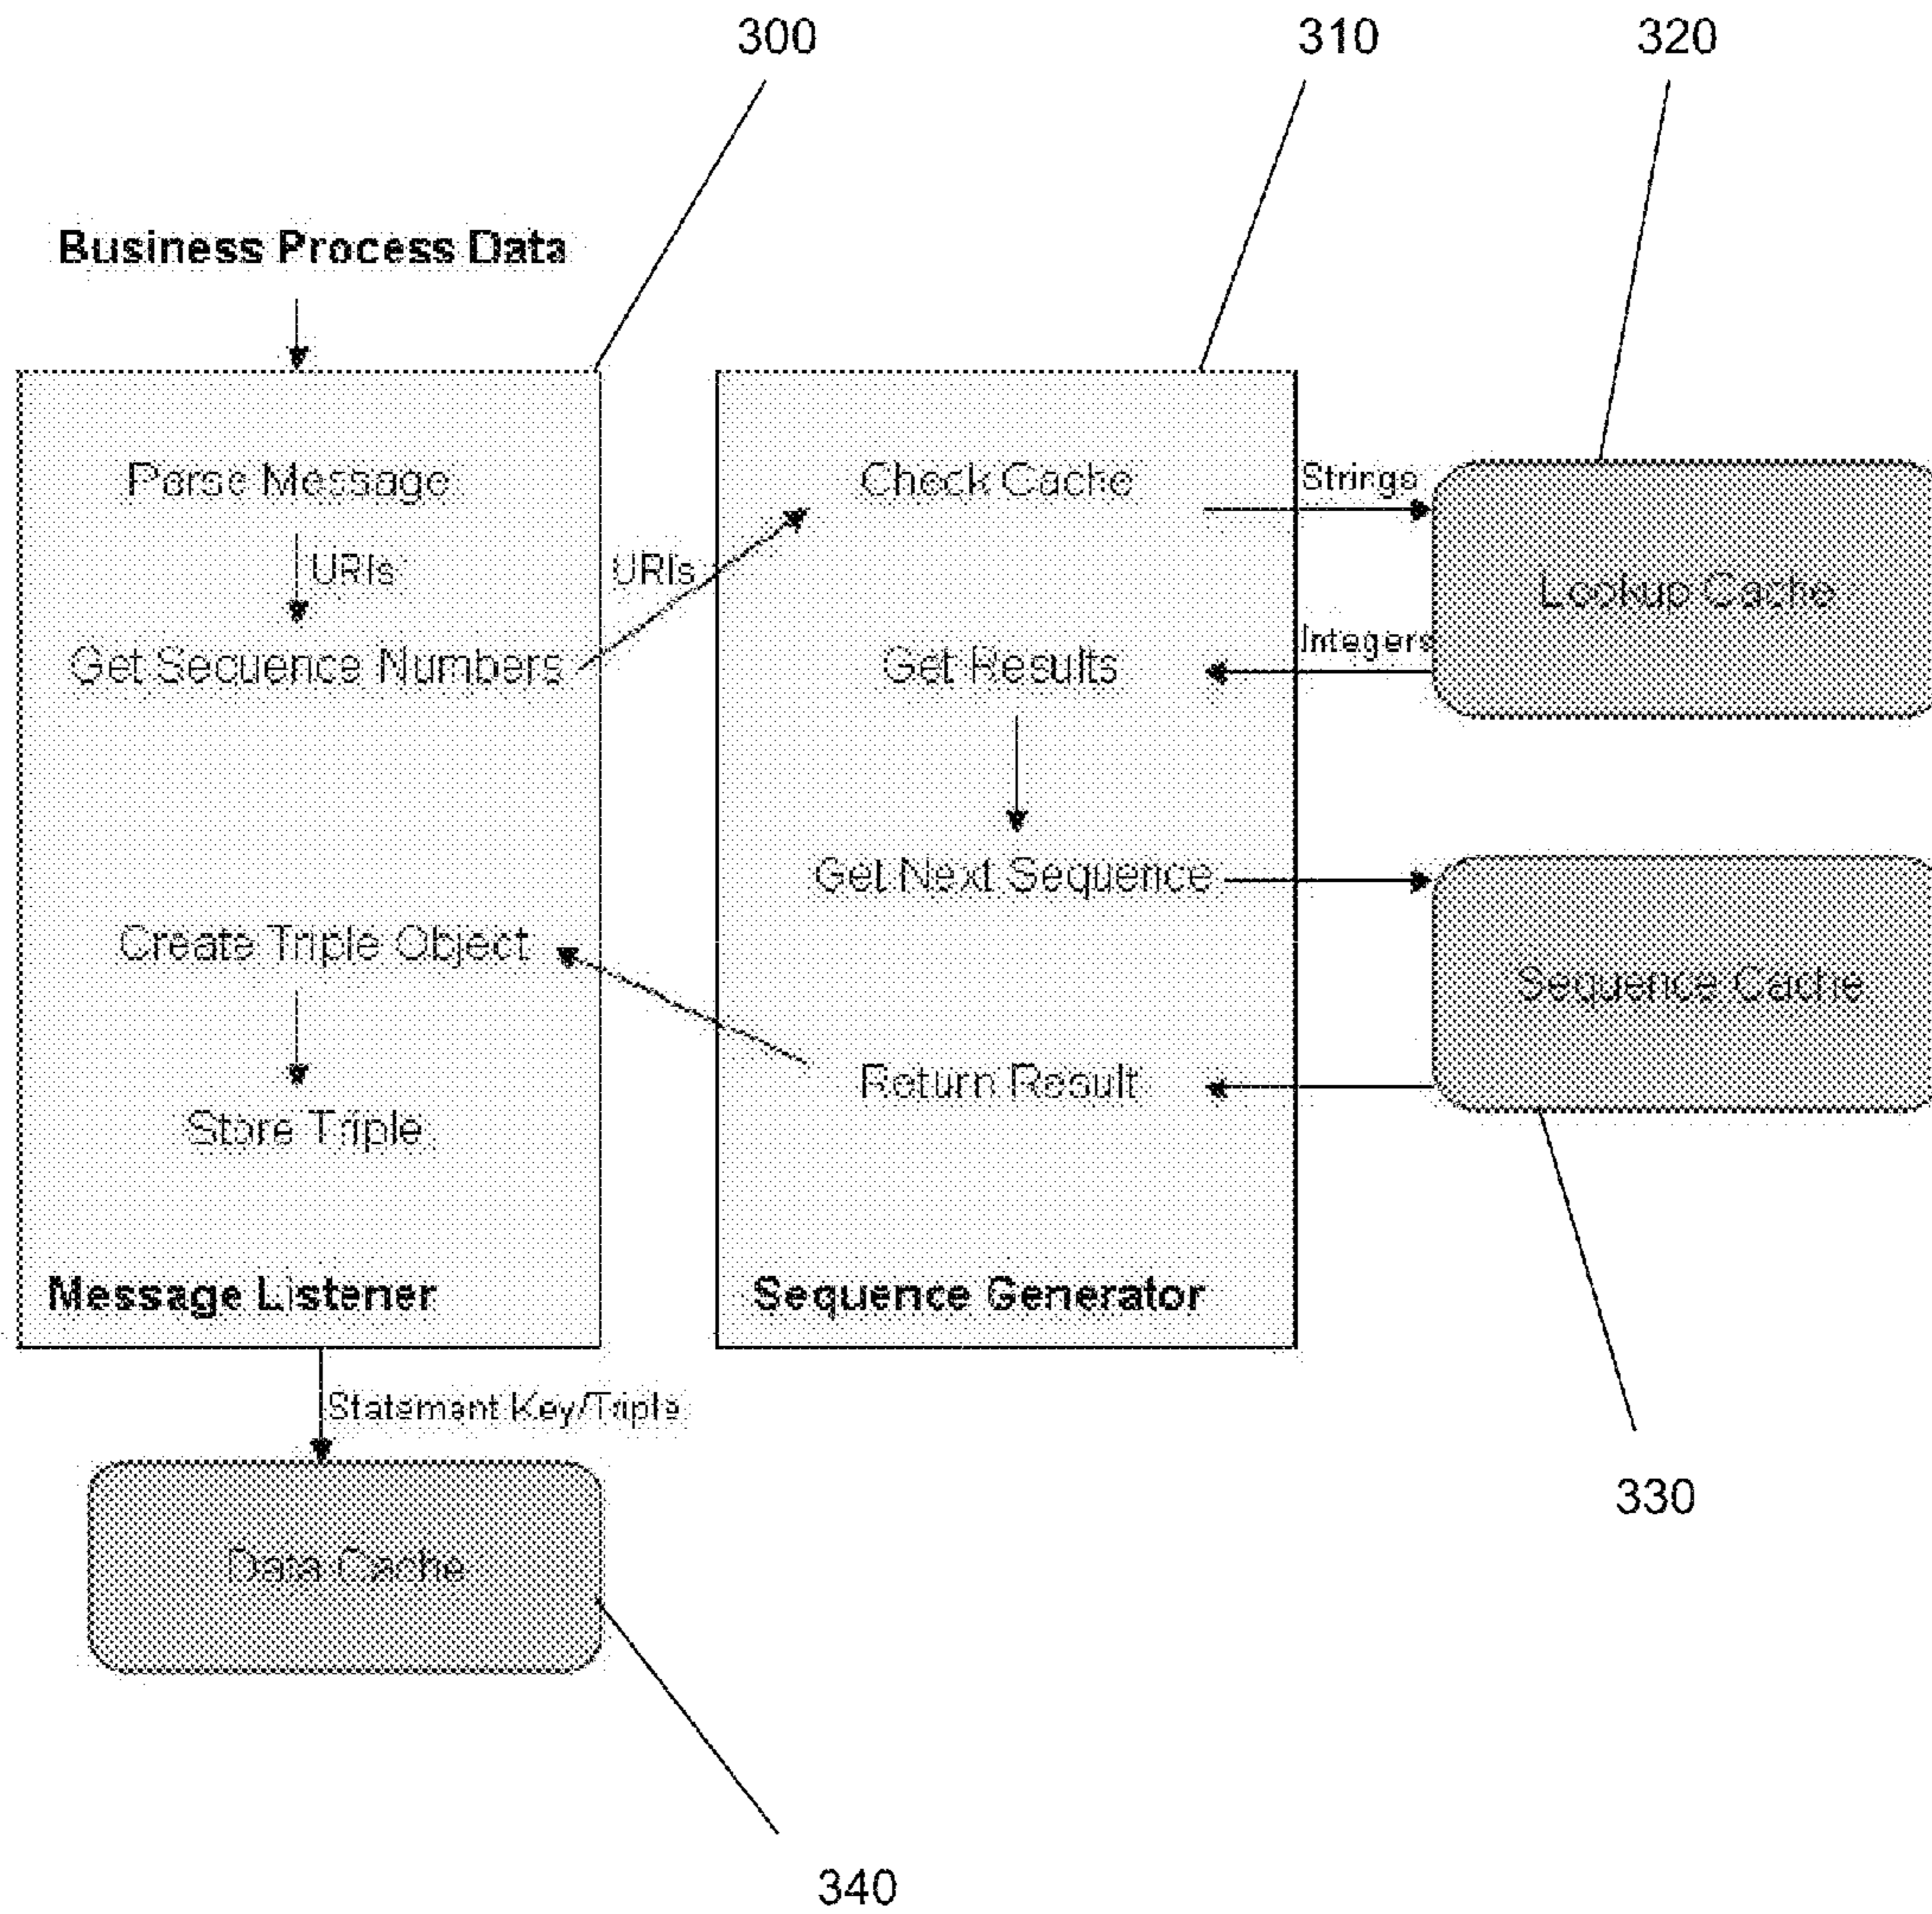 300
310
320
Business Process Data
Parse Message
URIs
Get Sequence Numbers
URIs
Check Cache
Strings
Lookup Cache
Integers
Get Results
Get Next Sequence
Sequence Cache
Create Triple Object
Return Result
Store Triple
Message Listener
Sequence Generator
Statement Key/Triple
Data Cache
330
340